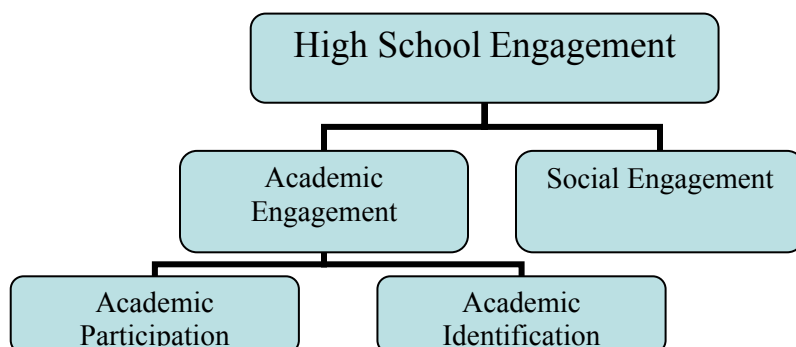 High School Engagement
Academic
Engagement
Social Engagement
Academic
Participation
Academic
Identification